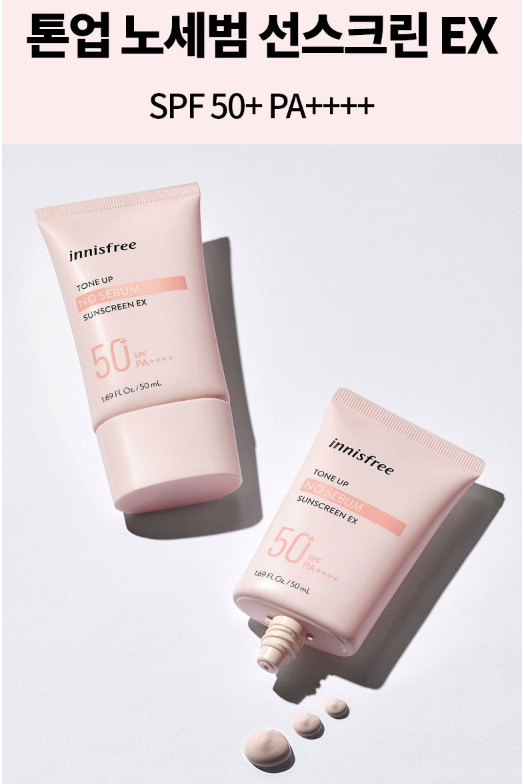 톤업 노세범 선스크린 EX
SPF 50+ PA++++
innisfree
TONE UP
NO SEBUM
SUNSCREEN EX
50+ SPF
PA++++
1.69 FL.Oz. / 50 mL
innisfree
TONE UP
NO SEBUM
SUNSCREEN EX
50+ SPF
PA++++
1.69 FL.Oz. / 50 mL